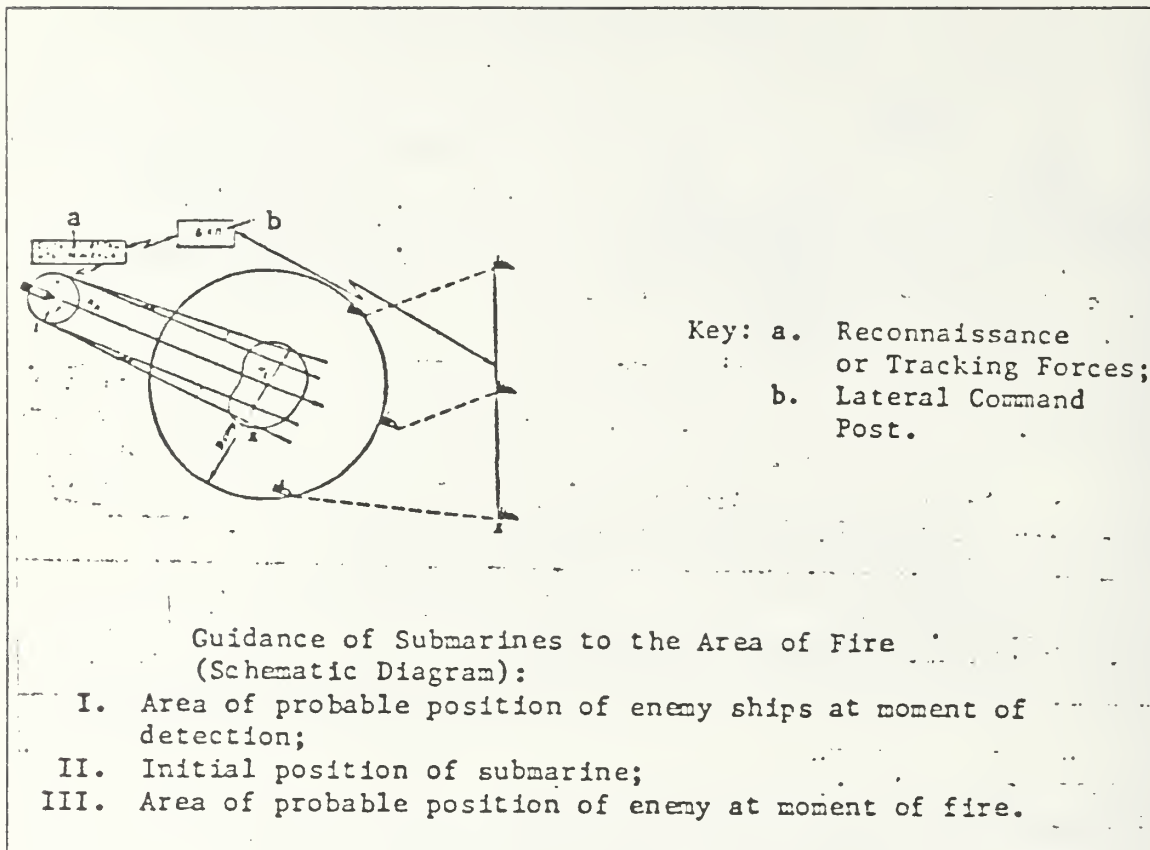 a
b
Key: a. Reconnaissance
or Tracking Forces;
b. Lateral Command
Post.
Guidance of Submarines to the Area of Fire
(Schematic Diagram):
I. Area of probable position of enemy ships at moment of
detection;
II. Initial position of submarine;
III. Area of probable position of enemy at moment of fire.